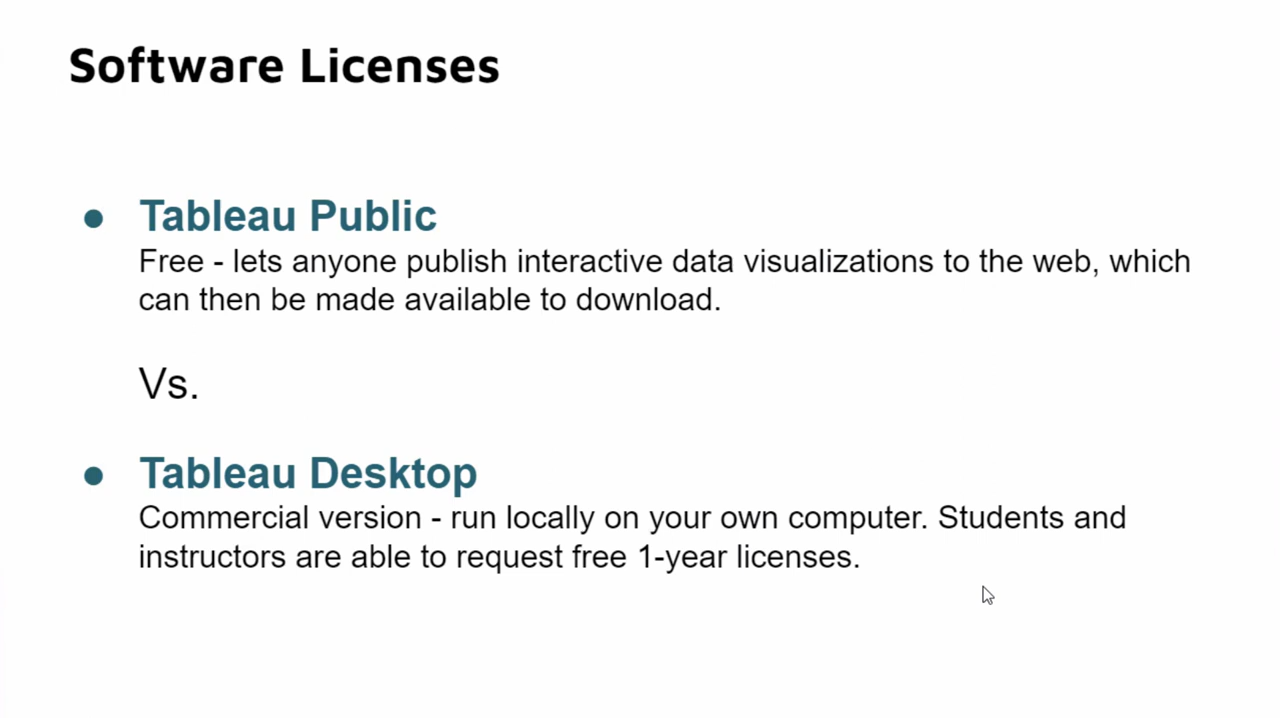 Software Licenses
● Tableau Public
Free - lets anyone publish interactive data visualizations to the web, which
can then be made available to download.
Vs.
● Tableau Desktop
Commercial version - run locally on your own computer. Students and
instructors are able to request free 1-year licenses.